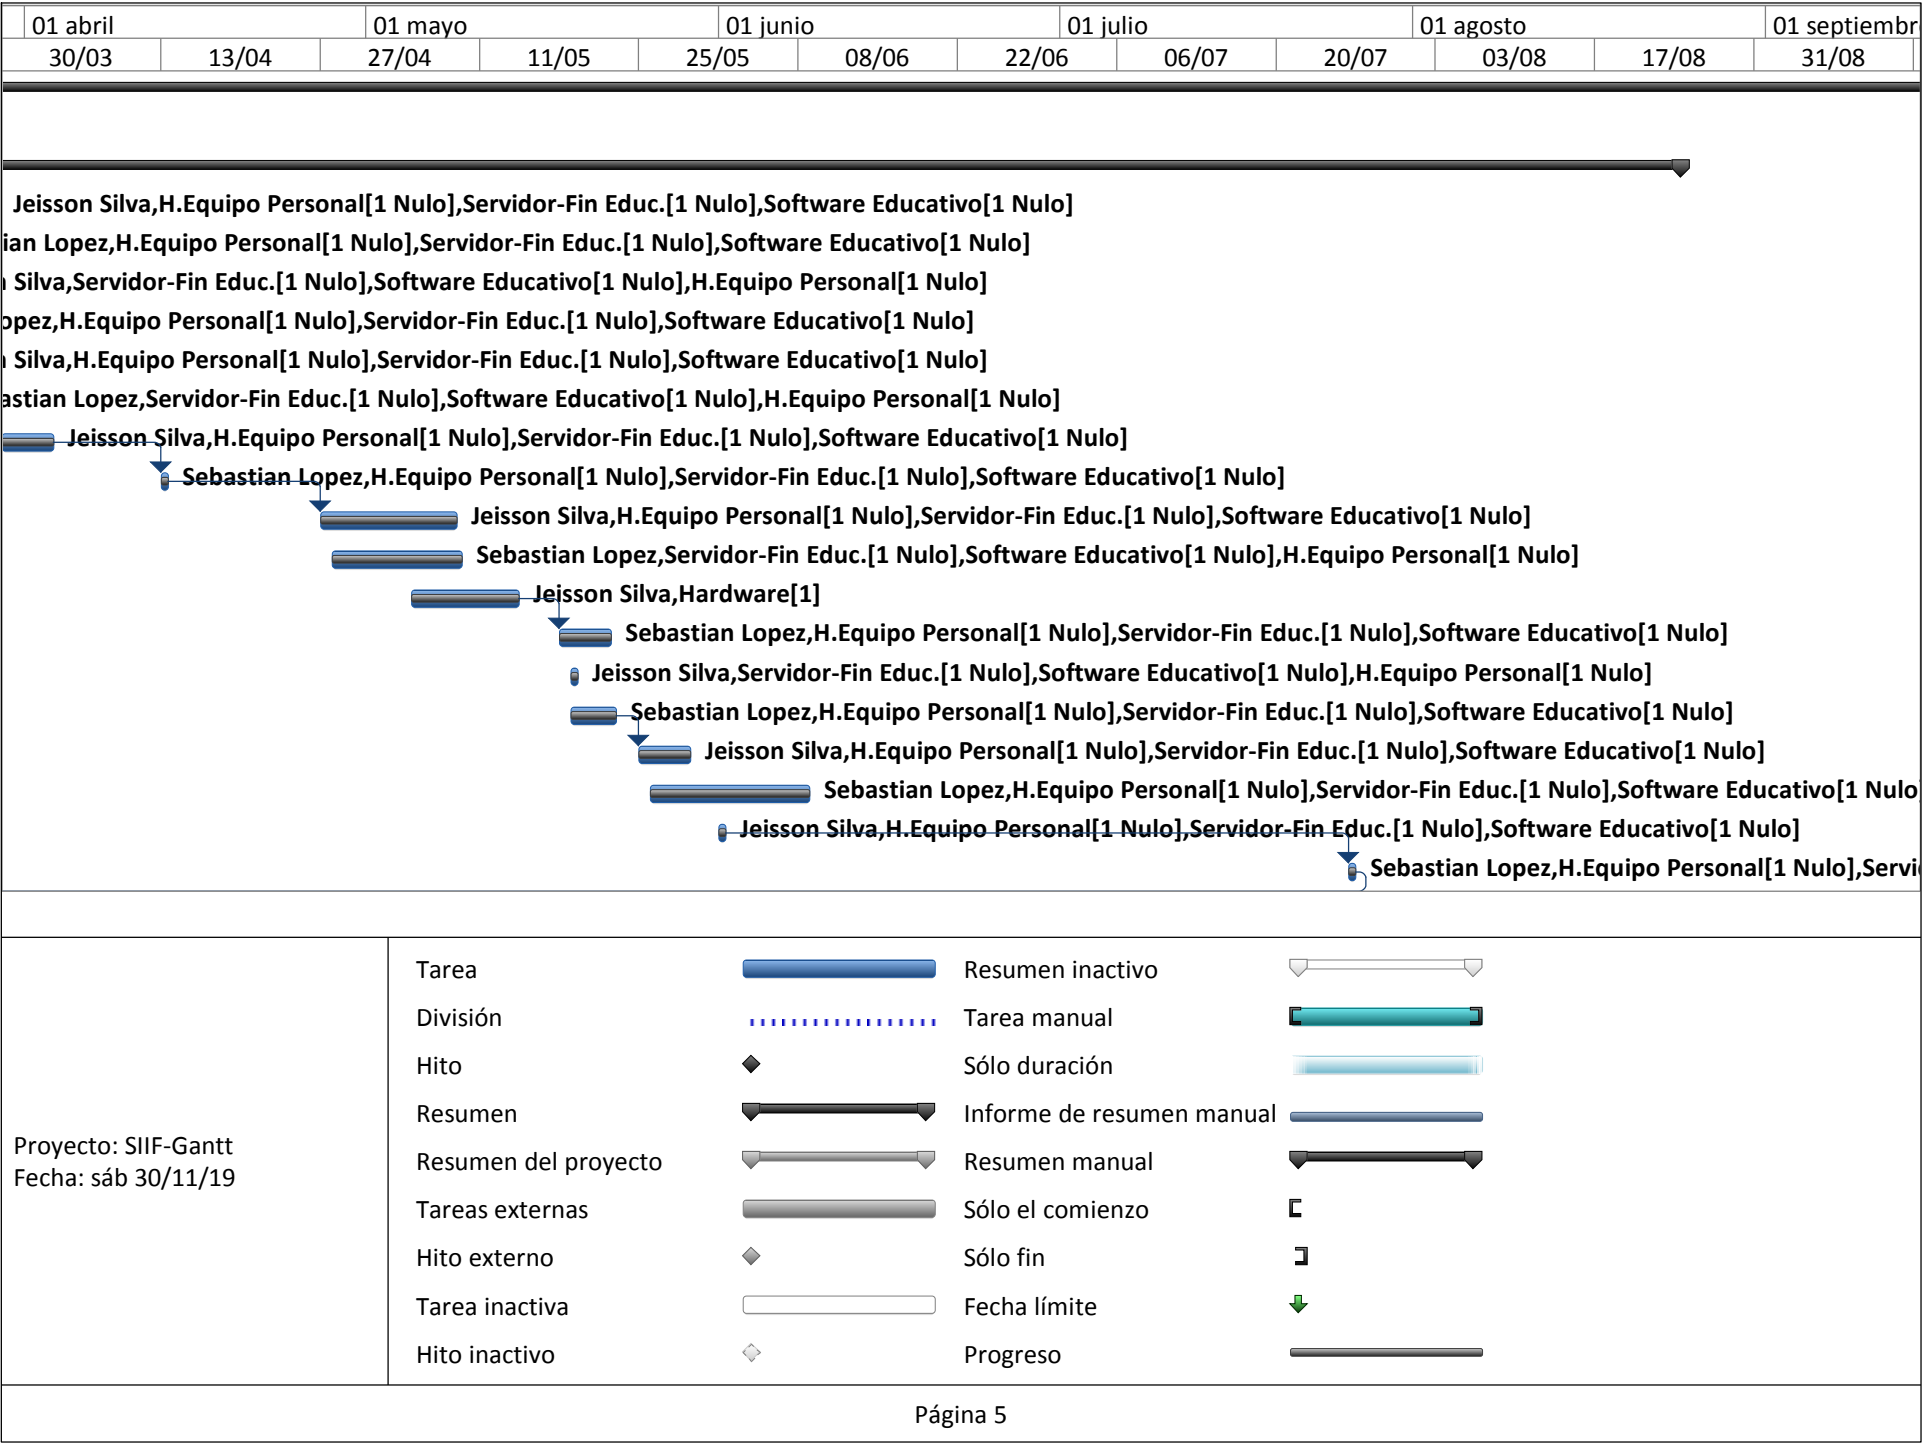 01 abril 01 mayo 01 junio 01 julio 01 agosto 01 septiembr
30/03 13/04 27/04 11/05 25/05 08/06 22/06 06/07 20/07 03/08 17/08 31/08
Jeisson Silva,H.Equipo Personal[1 Nulo],Servidor-Fin Educ.[1 Nulo],Software Educativo[1 Nulo]
ian Lopez,H.Equipo Personal[1 Nulo],Servidor-Fin Educ.[1 Nulo],Software Educativo[1 Nulo]
Silva,Servidor-Fin Educ.[1 Nulo],Software Educativo[1 Nulo],H.Equipo Personal[1 Nulo]
opez,H.Equipo Personal[1 Nulo],Servidor-Fin Educ.[1 Nulo],Software Educativo[1 Nulo]
Silva,H.Equipo Personal[1 Nulo],Servidor-Fin Educ.[1 Nulo],Software Educativo[1 Nulo]
astian Lopez,Servidor-Fin Educ.[1 Nulo],Software Educativo[1 Nulo],H.Equipo Personal[1 Nulo]
Jeisson Silva,H.Equipo Personal[1 Nulo],Servidor-Fin Educ.[1 Nulo],Software Educativo[1 Nulo]
Sebastian Lopez,H.Equipo Personal[1 Nulo],Servidor-Fin Educ.[1 Nulo],Software Educativo[1 Nulo]
Jeisson Silva,H.Equipo Personal[1 Nulo],Servidor-Fin Educ.[1 Nulo],Software Educativo[1 Nulo]
Sebastian Lopez,Servidor-Fin Educ.[1 Nulo],Software Educativo[1 Nulo],H.Equipo Personal[1 Nulo]
Jeisson Silva,Hardware[1]
Sebastian Lopez,H.Equipo Personal[1 Nulo],Servidor-Fin Educ.[1 Nulo],Software Educativo[1 Nulo]
Jeisson Silva,Servidor-Fin Educ.[1 Nulo],Software Educativo[1 Nulo],H.Equipo Personal[1 Nulo]
Sebastian Lopez,H.Equipo Personal[1 Nulo],Servidor-Fin Educ.[1 Nulo],Software Educativo[1 Nulo]
Jeisson Silva,H.Equipo Personal[1 Nulo],Servidor-Fin Educ.[1 Nulo],Software Educativo[1 Nulo]
Sebastian Lopez,H.Equipo Personal[1 Nulo],Servidor-Fin Educ.[1 Nulo],Software Educativo[1 Nulo]
Jeisson Silva,H.Equipo Personal[1 Nulo],Servidor-Fin Educ.[1 Nulo],Software Educativo[1 Nulo]
Sebastian Lopez,H.Equipo Personal[1 Nulo],Servi
Proyecto: SIIF-Gantt
Fecha: sáb 30/11/19
Tarea
División
Hito
Resumen
Resumen del proyecto
Tareas externas
Hito externo
Tarea inactiva
Hito inactivo
Resumen inactivo
Tarea manual
Sólo duración
Informe de resumen manual
Resumen manual
Sólo el comienzo
Sólo fin
Fecha límite
Progreso
Página 5